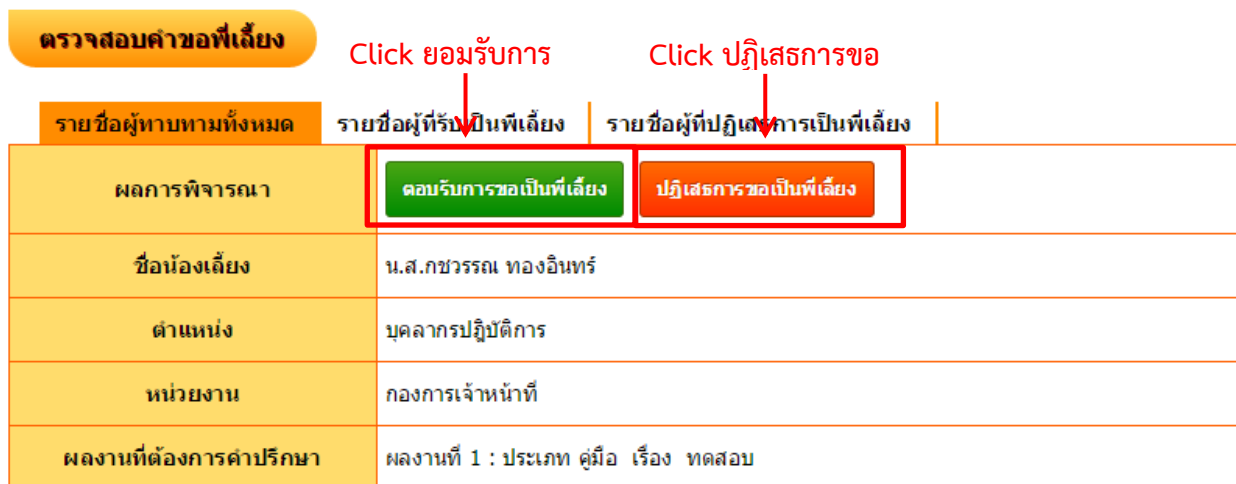 ตรวจสอบคำขอพี่เลี้ยง
Click ยอมรับการ
Click ปฏิเสธการขอ
รายชื่อผู้ทาบทามทั้งหมด
รายชื่อผู้ที่รับเป็นพี่เลี้ยง
รายชื่อผู้ที่ปฏิเสธการเป็นพี่เลี้ยง
ผลการพิจารณา
ตอบรับการขอเป็นพี่เลี้ยง
ปฏิเสธการขอเป็นพี่เลี้ยง
ชื่อน้องเลี้ยง
น.ส.กชวรรณ ทองอินทร์
ตำแหน่ง
บุคลากรปฏิบัติการ
หน่วยงาน
กองการเจ้าหน้าที่
ผลงานที่ต้องการคำปรึกษา
ผลงานที่ 1 : ประเภท คู่มือ เรื่อง ทดสอบ